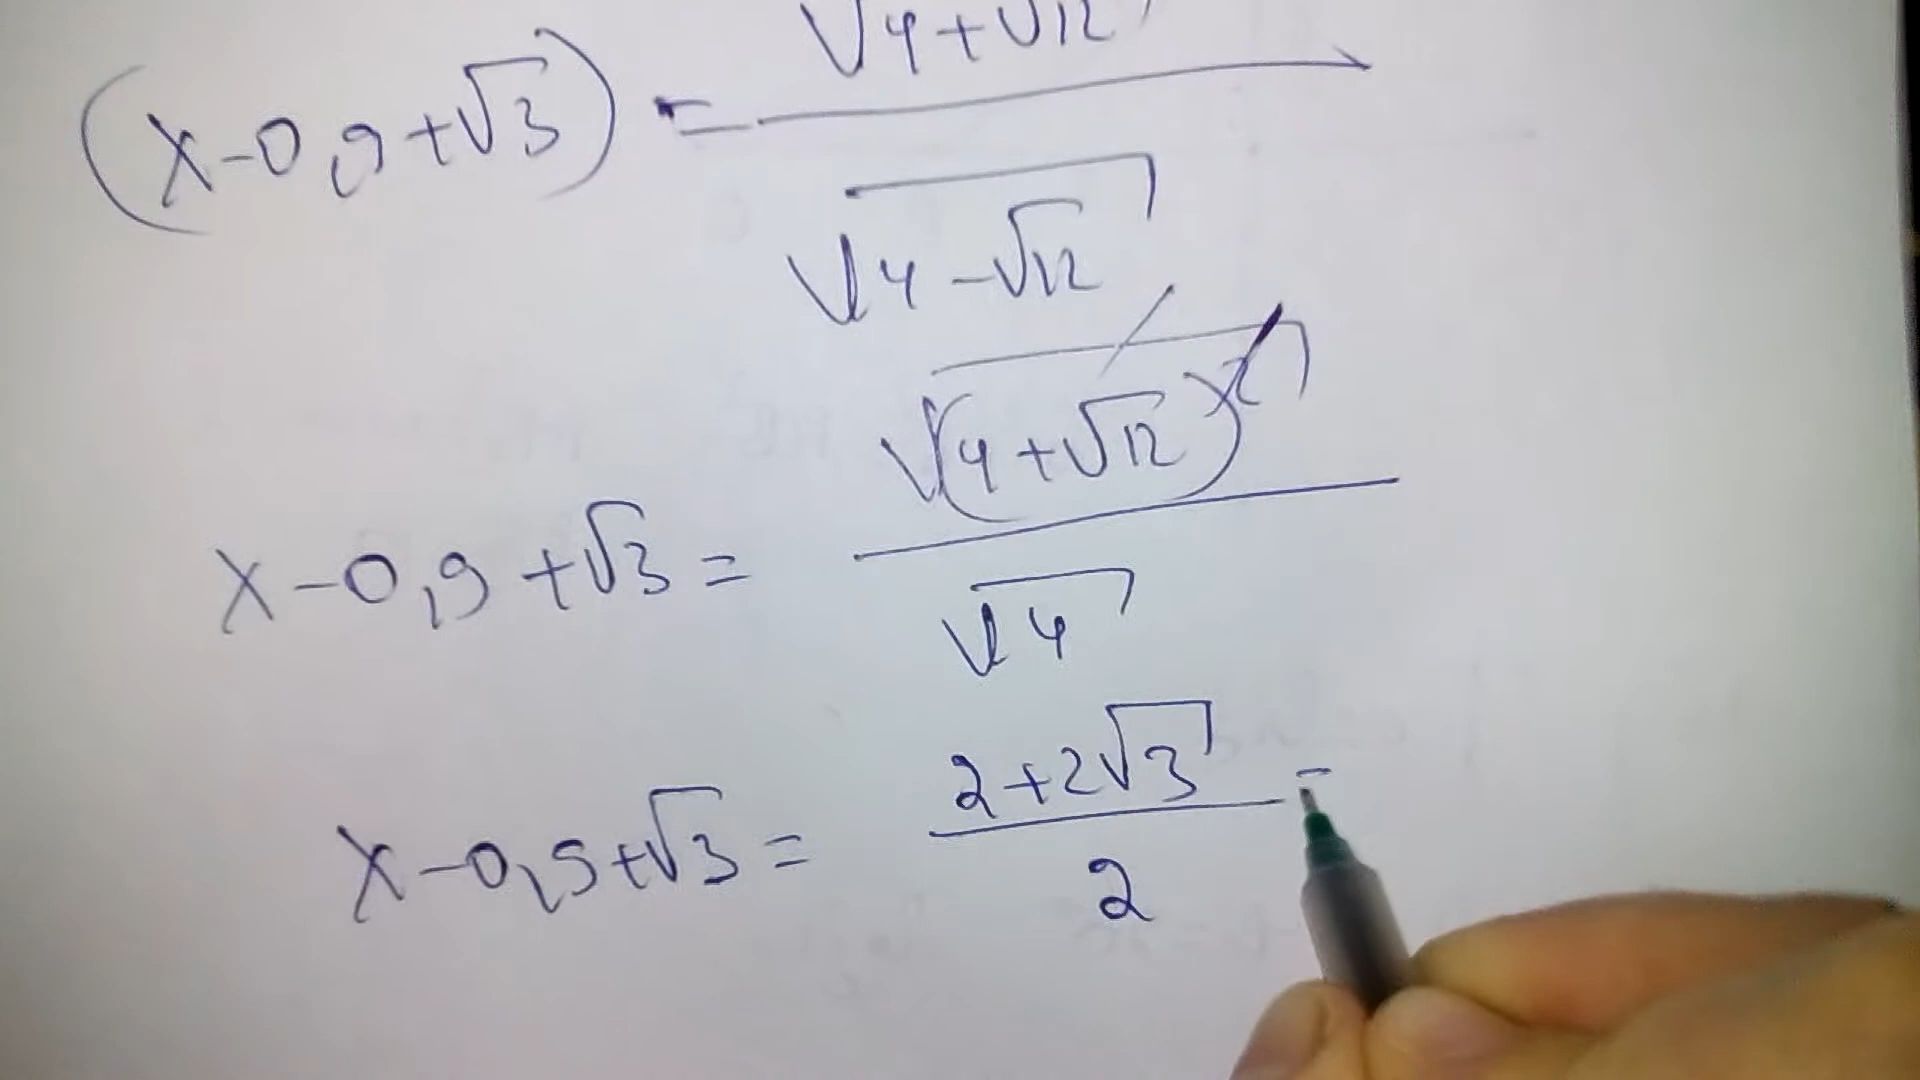 (x-0,9+√3) = √4+√12
√4-√12
√(4+√12)²
x-0,9+√3 =
√4
2+2√3 =
x-0,9+√3 =
2